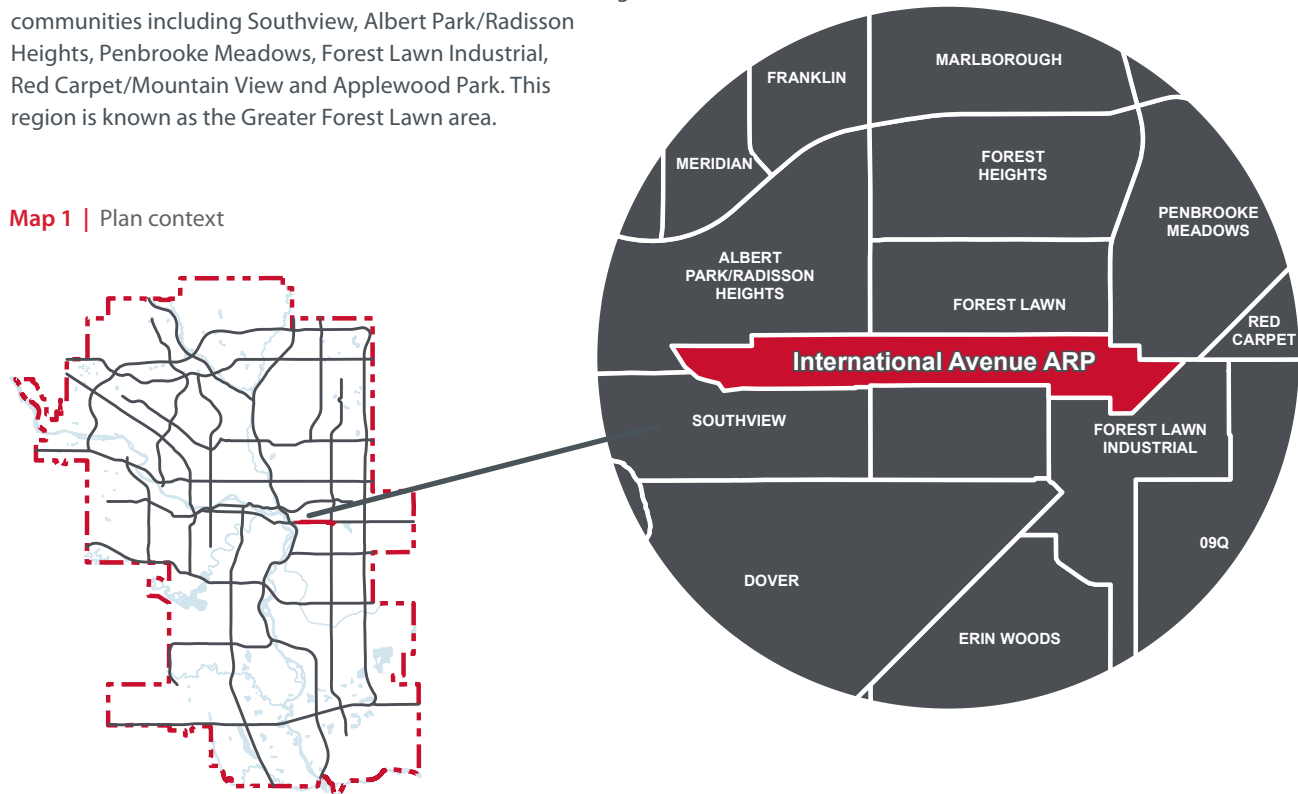 communities including Southview, Albert Park/Radisson
Heights, Penbrooke Meadows, Forest Lawn Industrial,
Red Carpet/Mountain View and Applewood Park. This
region is known as the Greater Forest Lawn area.
Map 1 | Plan context
FRANKLIN
MARLBOROUGH
MERIDIAN
FOREST
HEIGHTS
PENBROOKE
MEADOWS
ALBERT
PARK/RADISSON
HEIGHTS
FOREST LAWN
RED
CARPET
International Avenue ARP
SOUTHVIEW
FOREST LAWN
INDUSTRIAL
09Q
DOVER
ERIN WOODS